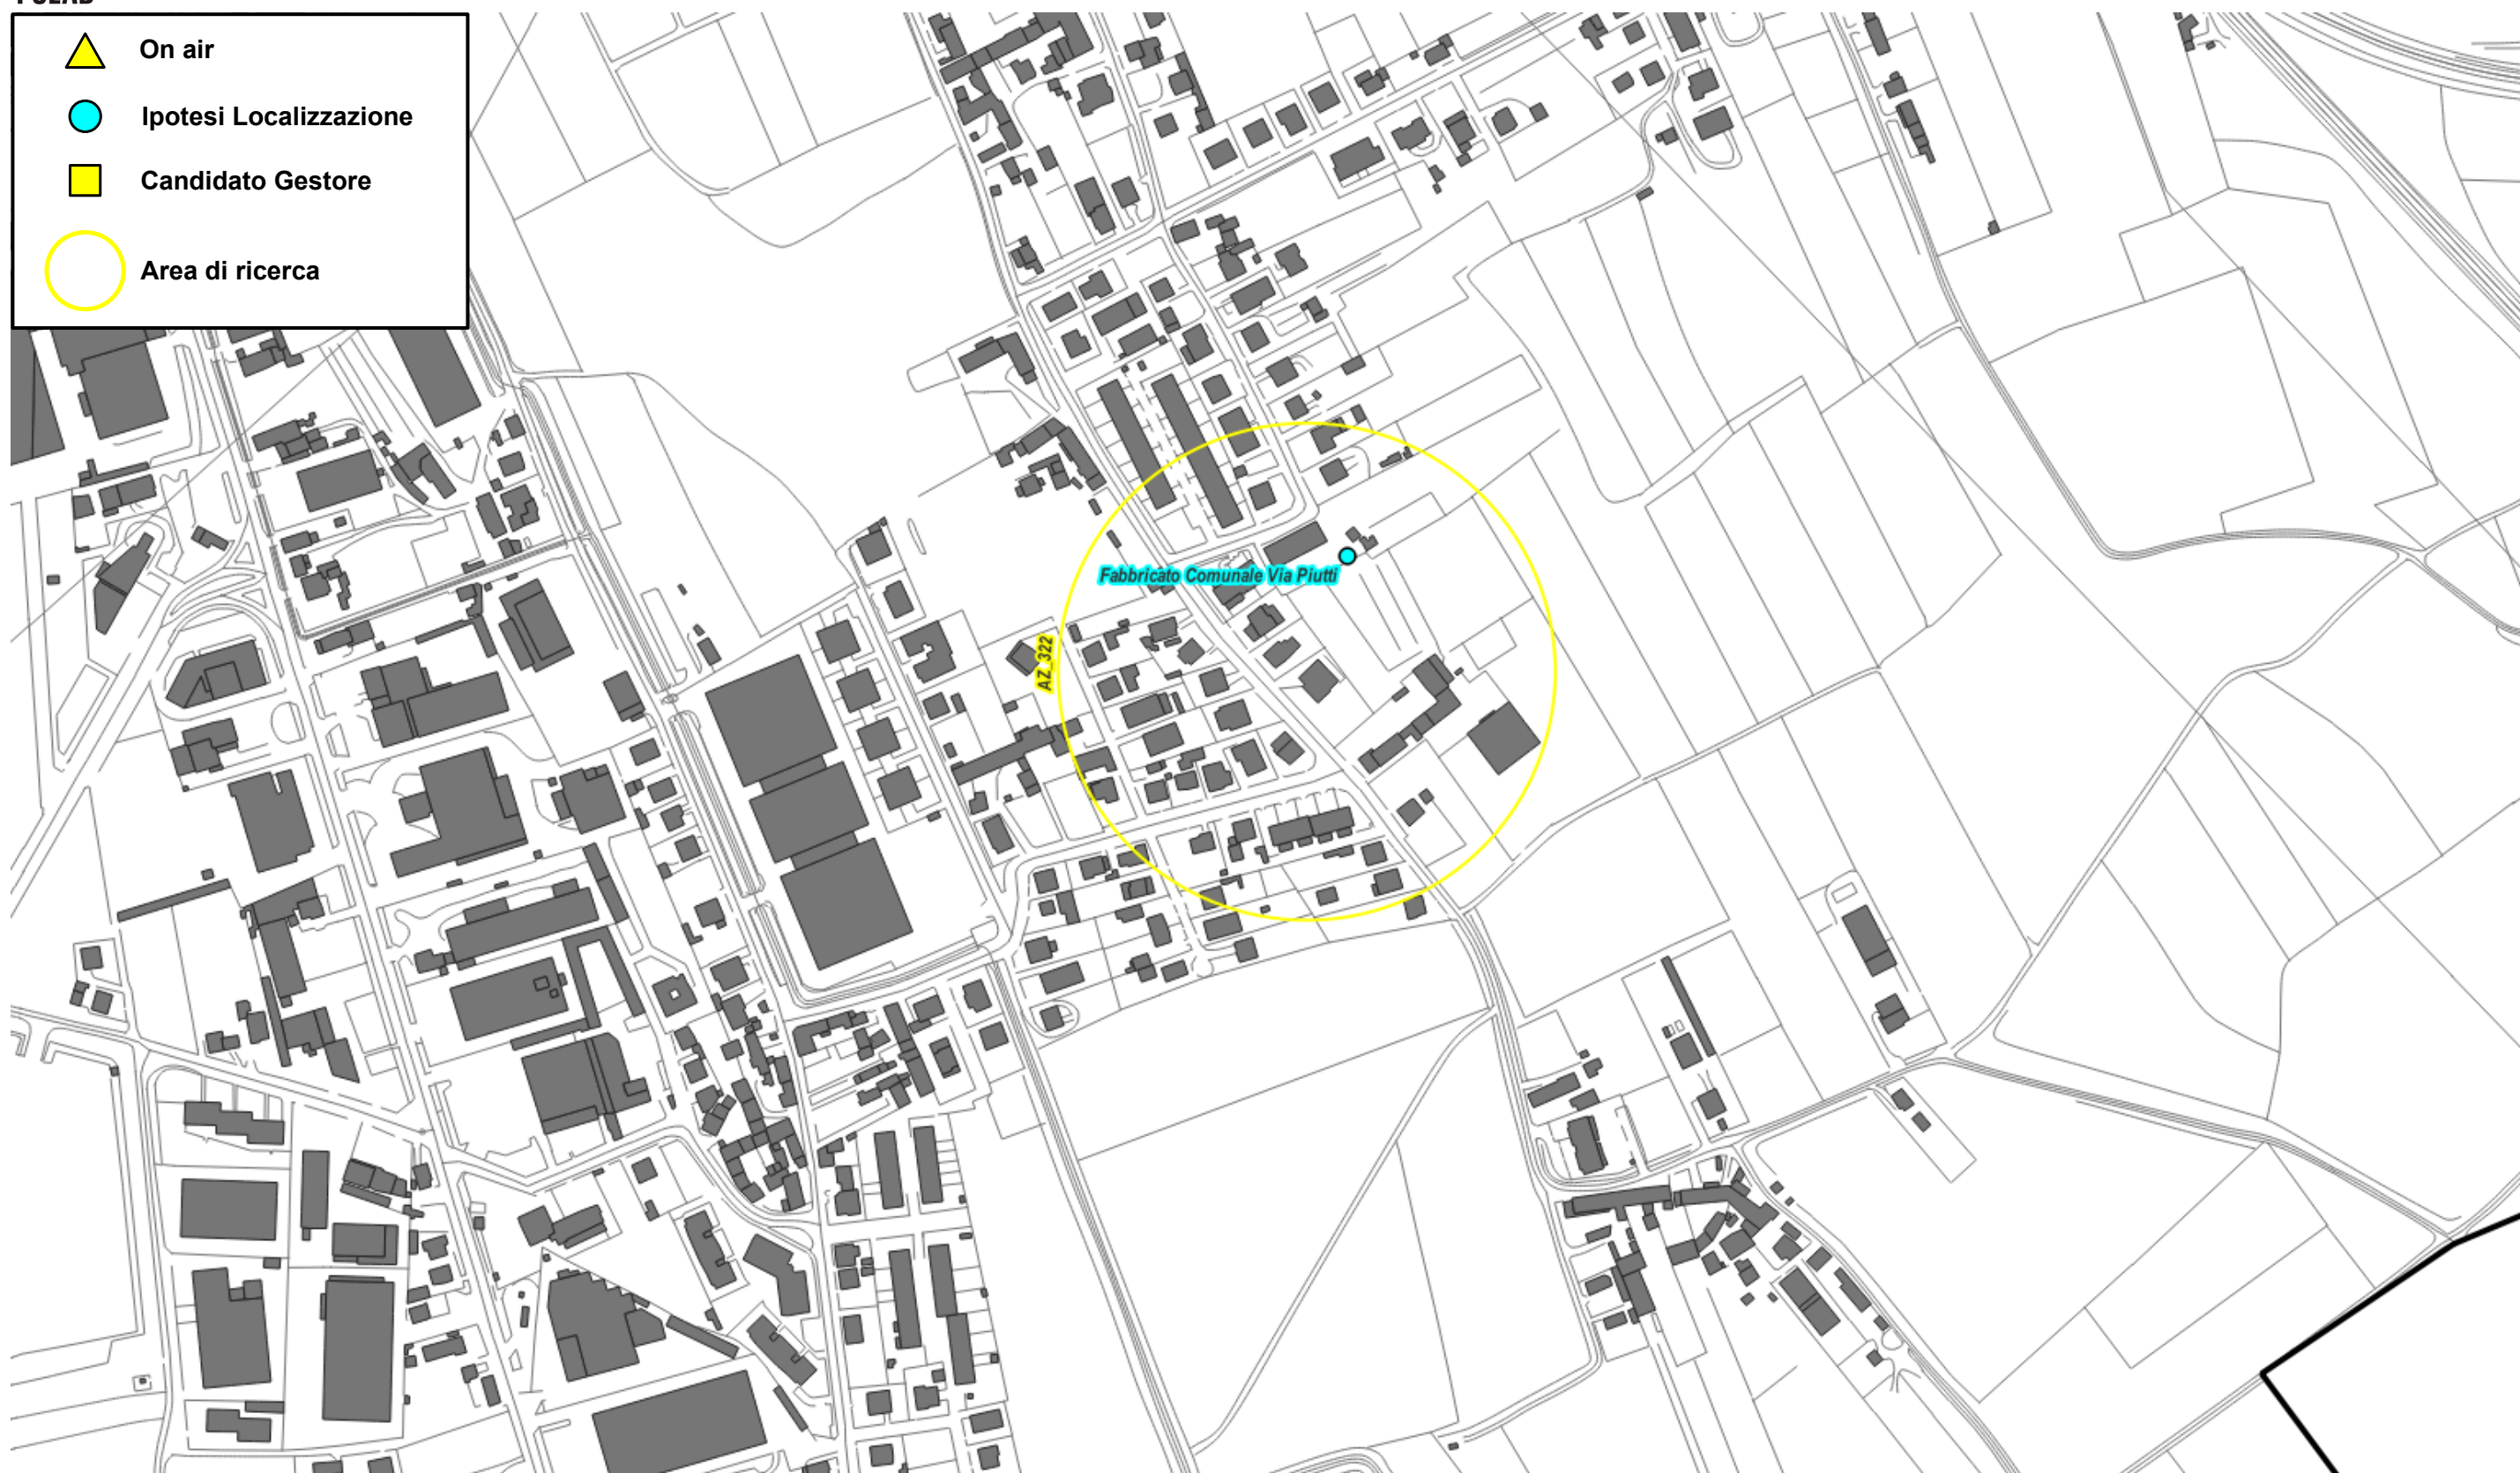 On air
Ipotesi Localizzazione
Candidato Gestore
Area di ricerca
Fabbricato Comunale Via Piutti
AZ_322